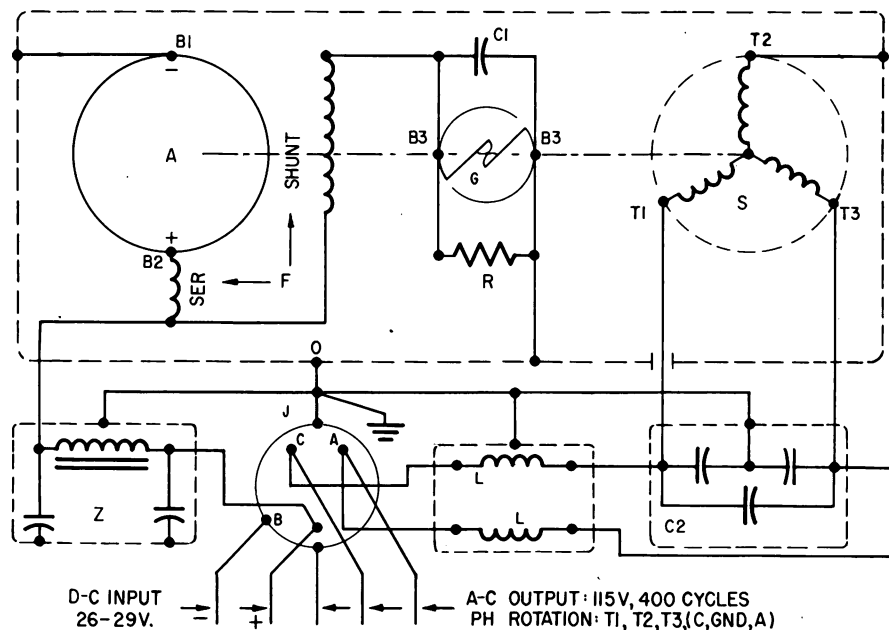 B1
C1
T2
−
A
SHUNT
B3
B3
G
S
T1
T3
+
B2
SER
F
R
O
J
C
A
L
B
Z
L
C2
D-C INPUT
26-29V.
−
+
A-C OUTPUT: 115V, 400 CYCLES
PH ROTATION: T1, T2, T3, (C, GND, A)